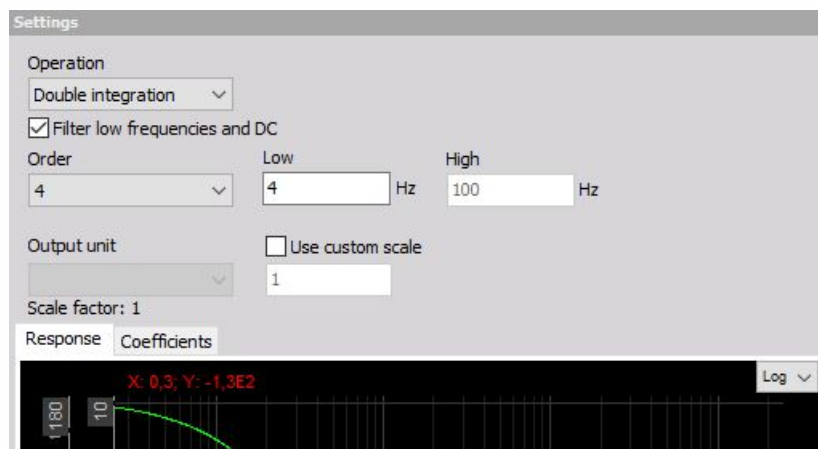 Settings
Operation
Double integration
Filter low frequencies and DC
Order Low High
4 4 Hz 100 Hz
Output unit Use custom scale
1
Scale factor: 1
Response Coefficients
X: 0,3; Y: -1,3E2 Log
180 10